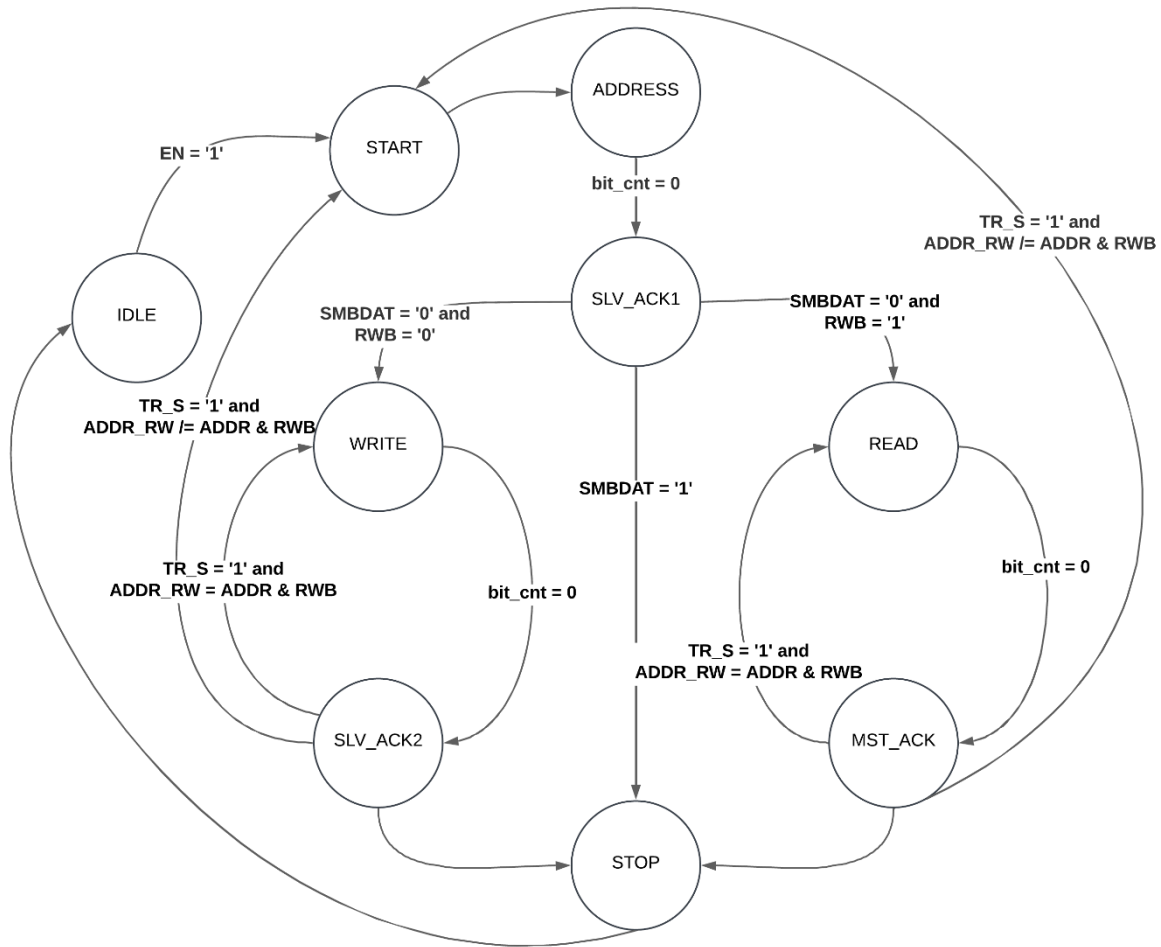 ADDRESS
START
EN = '1'
bit_cnt = 0
TR_S = '1' and
ADDR_RW /= ADDR & RWB
SLV_ACK1
IDLE
SMBDAT = '0' and
RWB = '0'
SMBDAT = '0' and
RWB = '1'
TR_S = '1' and
ADDR_RW /= ADDR & RWB
WRITE
READ
SMBDAT = '1'
TR_S = '1' and
ADDR_RW = ADDR & RWB
bit_cnt = 0
bit_cnt = 0
TR_S = '1' and
ADDR_RW = ADDR & RWB
SLV_ACK2
MST_ACK
STOP